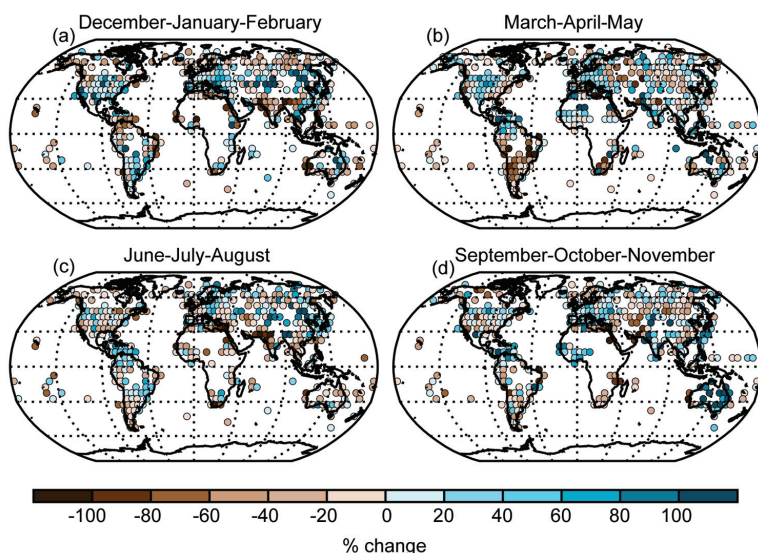 December-January-February
March-April-May
(a)
(b)
June-July-August
September-October-November
(c)
(d)
-100 -80 -60 -40 -20 0 20 40 60 80 100
% change